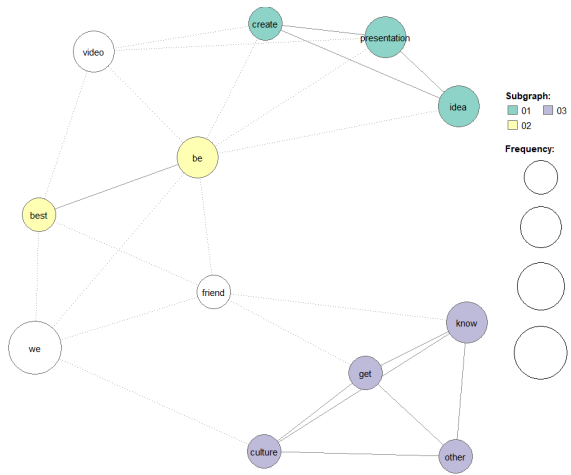 create
presentation
video
idea
Subgraph:
01 03
02
Frequency:
be
best
friend
know
we
get
culture
other